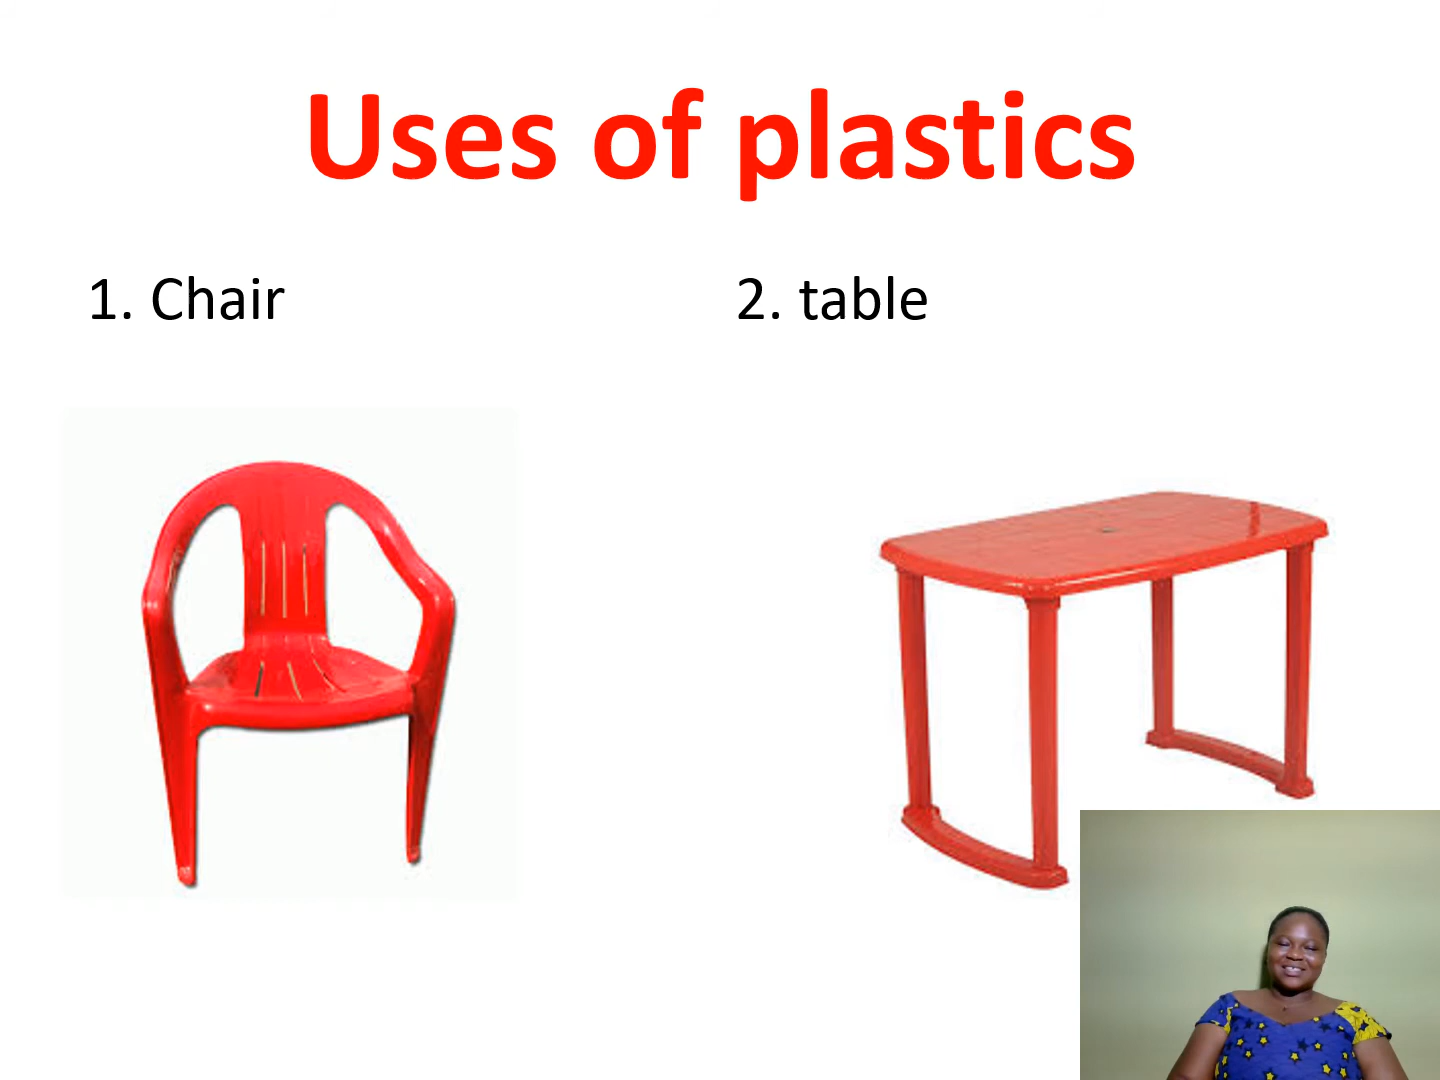 Uses of plastics
1. Chair
2. table